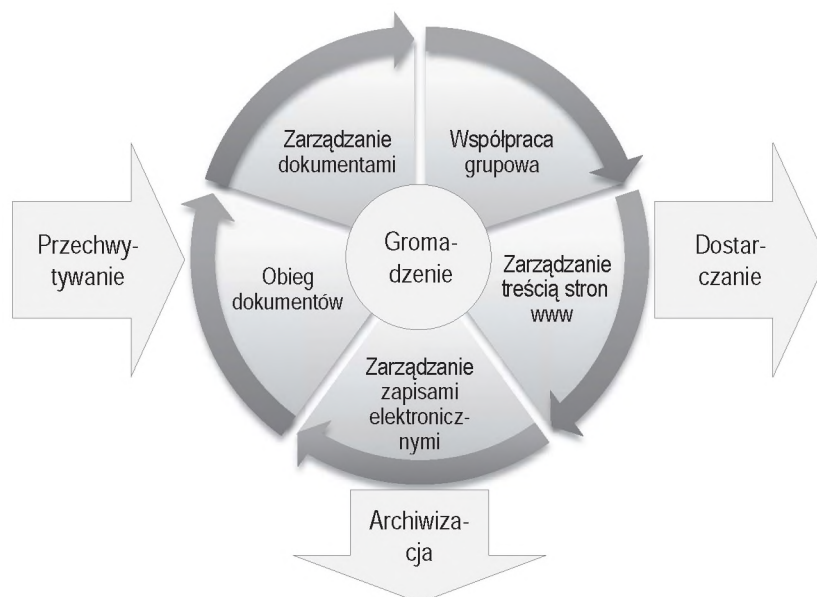 Zarządzanie
dokumentami
Współpraca
grupowa
Przechwy-
tywanie
Obieg
dokumentów
Groma-
dzenie
Zarządzanie
treścią stron
www
Dostar-
czanie
Zarządzanie
zapisami
elektronicz-
nymi
Archiwiza-
cja